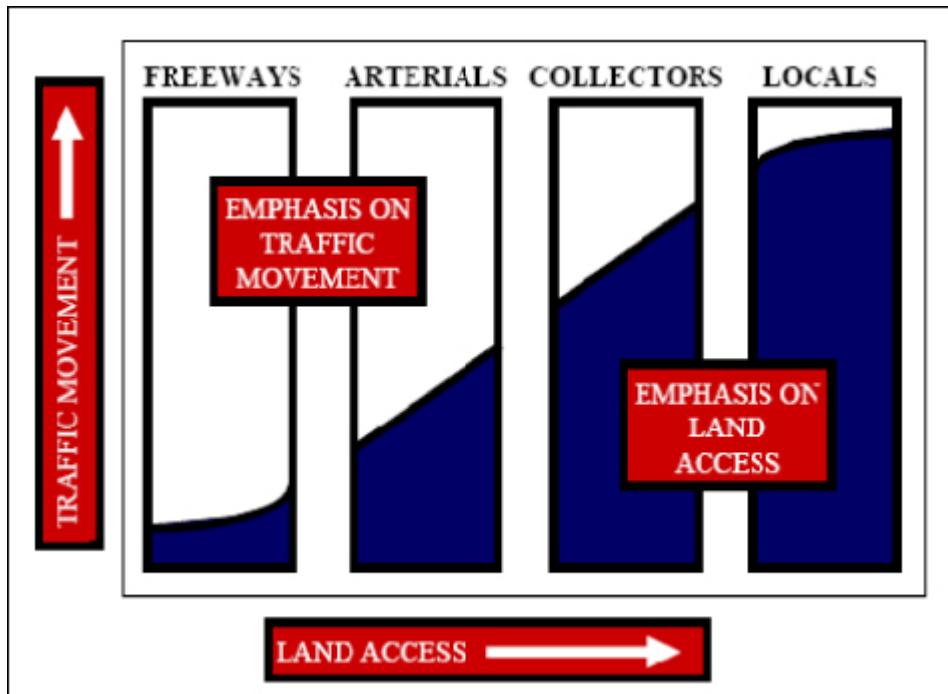 FREEWAYS ARTERIALS COLLECTORS LOCALS
EMPHASIS ON
TRAFFIC
MOVEMENT
EMPHASIS ON
LAND
ACCESS
TRAFFIC MOVEMENT
LAND ACCESS